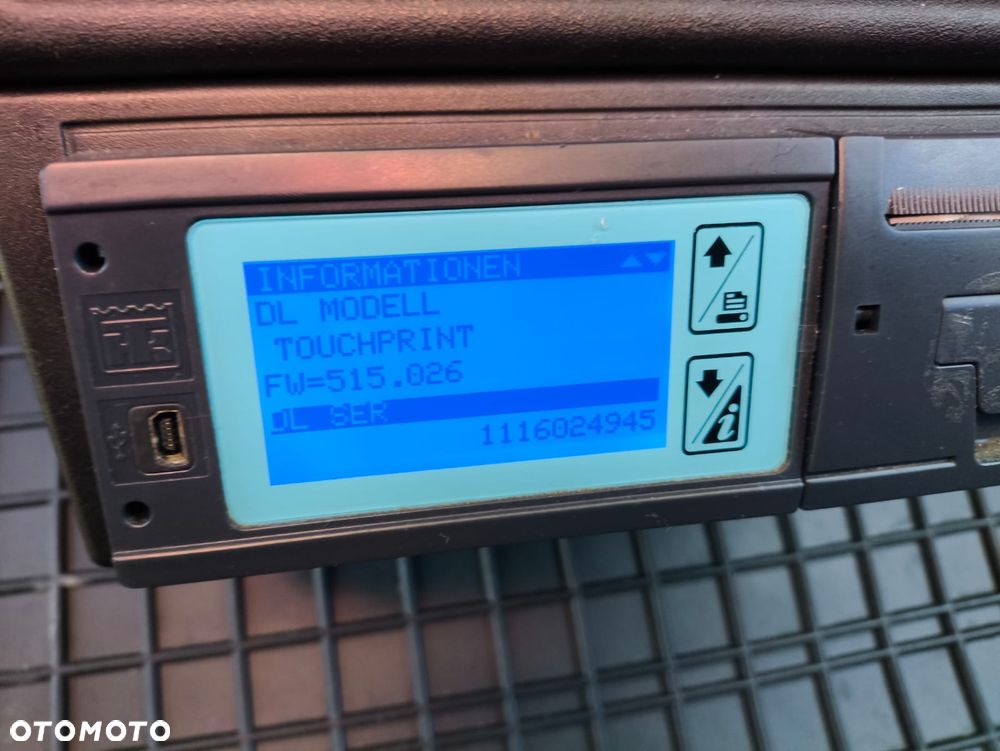 INFORMATIONEN
DL MODELL
TOUCHPRINT
FW=515.026
DL SER
1116024945
i
OTOMOTO